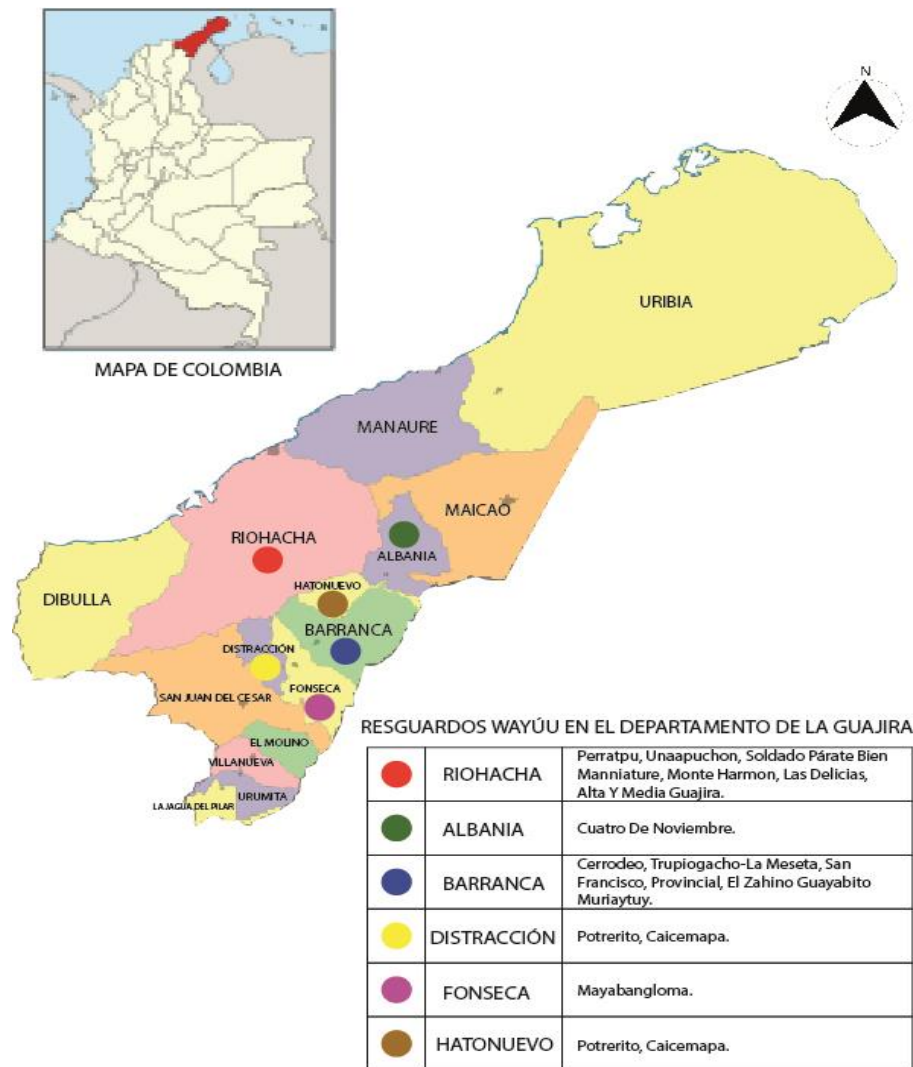 N
MAPA DE COLOMBIA
URIBIA
MANAURE
MAICAO
RIOHACHA
ALBANIA
HATONUEVO
DIBULLA
BARRANCA
DISTRACCIÓN
FONSECA
SAN JUAN DEL CESAR
EL MOLINO
VILLANUEVA
URUMITA
LA JAGUA DEL PILAR
RESGUARDOS WAYÚU EN EL DEPARTAMENTO DE LA GUAJIRA
RIOHACHA
Perratpu, Unaapuchon, Soldado Párate Bien
Manniature, Monte Harmon, Las Delicias,
Alta Y Media Guajira.
ALBANIA
Cuatro De Noviembre.
BARRANCA
Cerrodeo, Trupiogacho-La Meseta, San
Francisco, Provincial, El Zahino Guayabito
Muriaytuy.
DISTRACCIÓN
Potrerito, Caicemapa.
FONSECA
Mayabangloma.
HATONUEVO
Potrerito, Caicemapa.